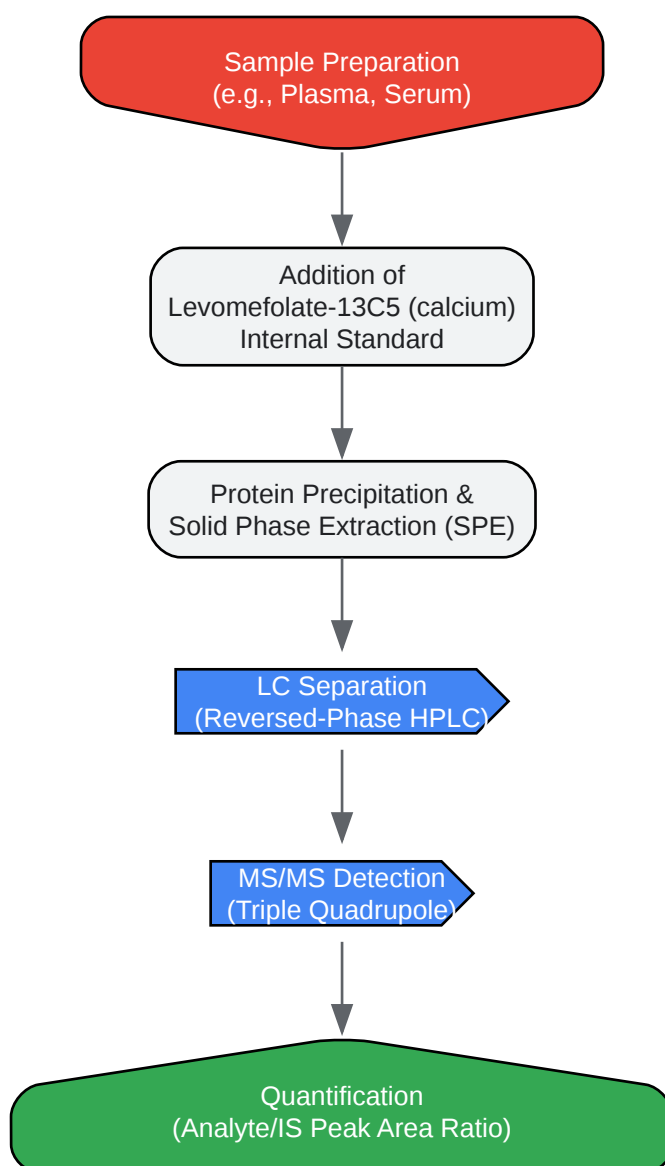 Sample Preparation
(e.g., Plasma, Serum)
Addition of
Levomefolate-13C5 (calcium)
Internal Standard
Protein Precipitation &
Solid Phase Extraction (SPE)
LC Separation
(Reversed-Phase HPLC)
MS/MS Detection
(Triple Quadrupole)
Quantification
(Analyte/IS Peak Area Ratio)